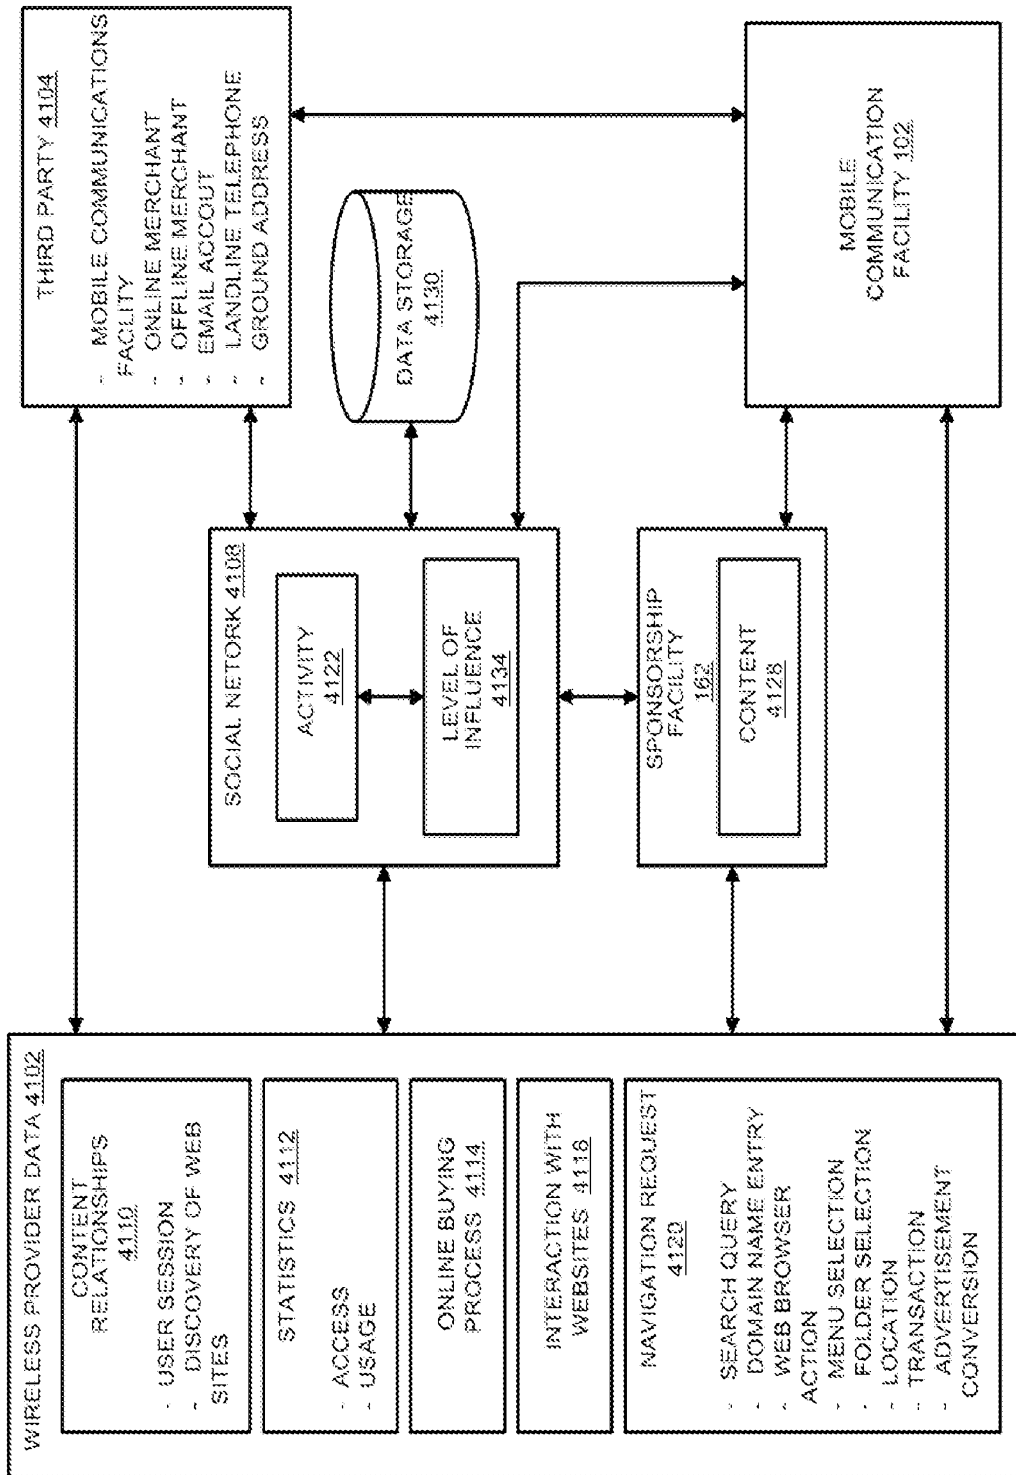 WIRELESS PROVIDER DATA 4102
CONTENT
RELATIONSHIPS
4110
- USER SESSION
- DISCOVERY OF WEB
SITES
STATISTICS 4112
- ACCESS
- USAGE
ONLINE BUYING
PROCESS 4114
INTERACTION WITH
WEBSITES 4118
NAVIGATION REQUEST
4120
- SEARCH QUERY
- DOMAIN NAME ENTRY
- WEB BROWSER
ACTION
- MENU SELECTION
- FOLDER SELECTION
- LOCATION
- TRANSACTION
- ADVERTISEMENT
CONVERSION
SOCIAL NETORK 4108
ACTIVITY
4122
LEVEL OF
INFLUENCE
4134
SPONSORSHIP
FACILITY
162
CONTENT
4128
THIRD PARTY 4104
- MOBILE COMMUNICATIONS
FACLITY
- ONLINE MERCHANT
- OFFLINE MERCHANT
- EMAIL ACCOUT
- LANDLINE TELEPHONE
- GROUND ADDRESS
DATA STORAGE
4130
MOBILE
COMMUNICATION
FACILITY 102